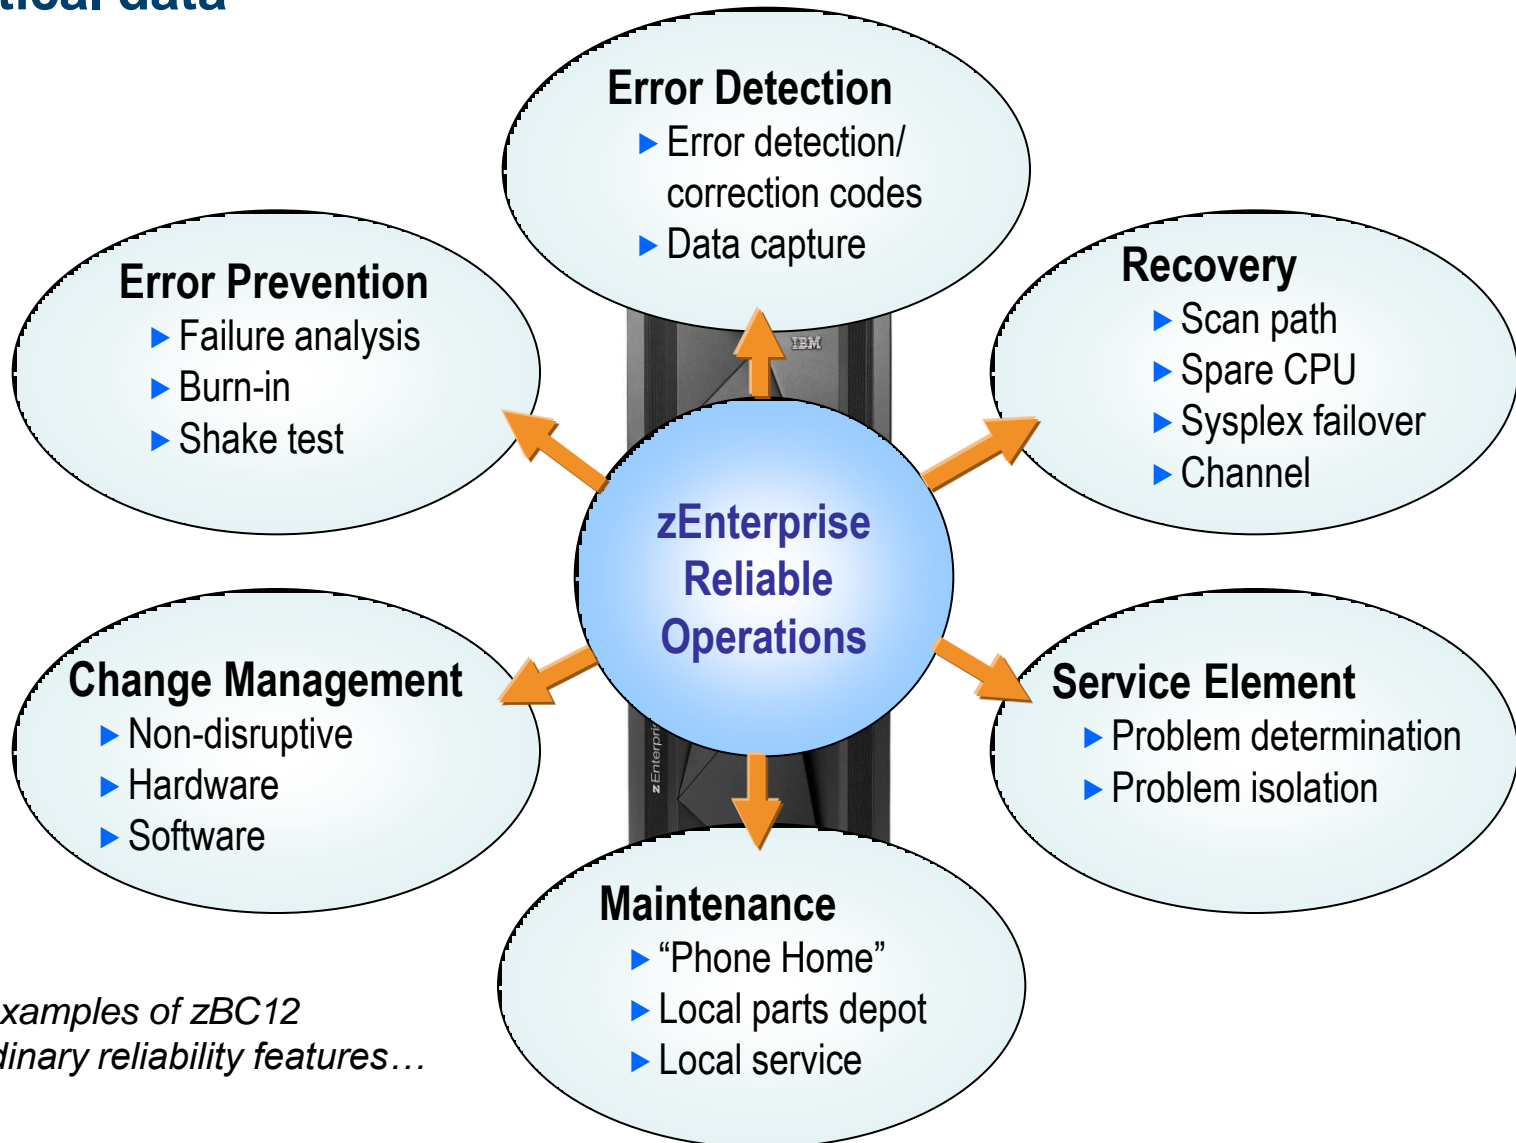 data
Error Detection
Error detection/
correction codes
Data capture
Error Prevention
Failure analysis
Burn-in
Shake test
Recovery
Scan path
Spare CPU
Sysplex failover
Channel
IBM
zEnterprise
Reliable
Operations
Change Management
Non-disruptive
Hardware
Software
Service Element
Problem determination
Problem isolation
Maintenance
“Phone Home”
Local parts depot
Local service
of zBC12
reliability features…